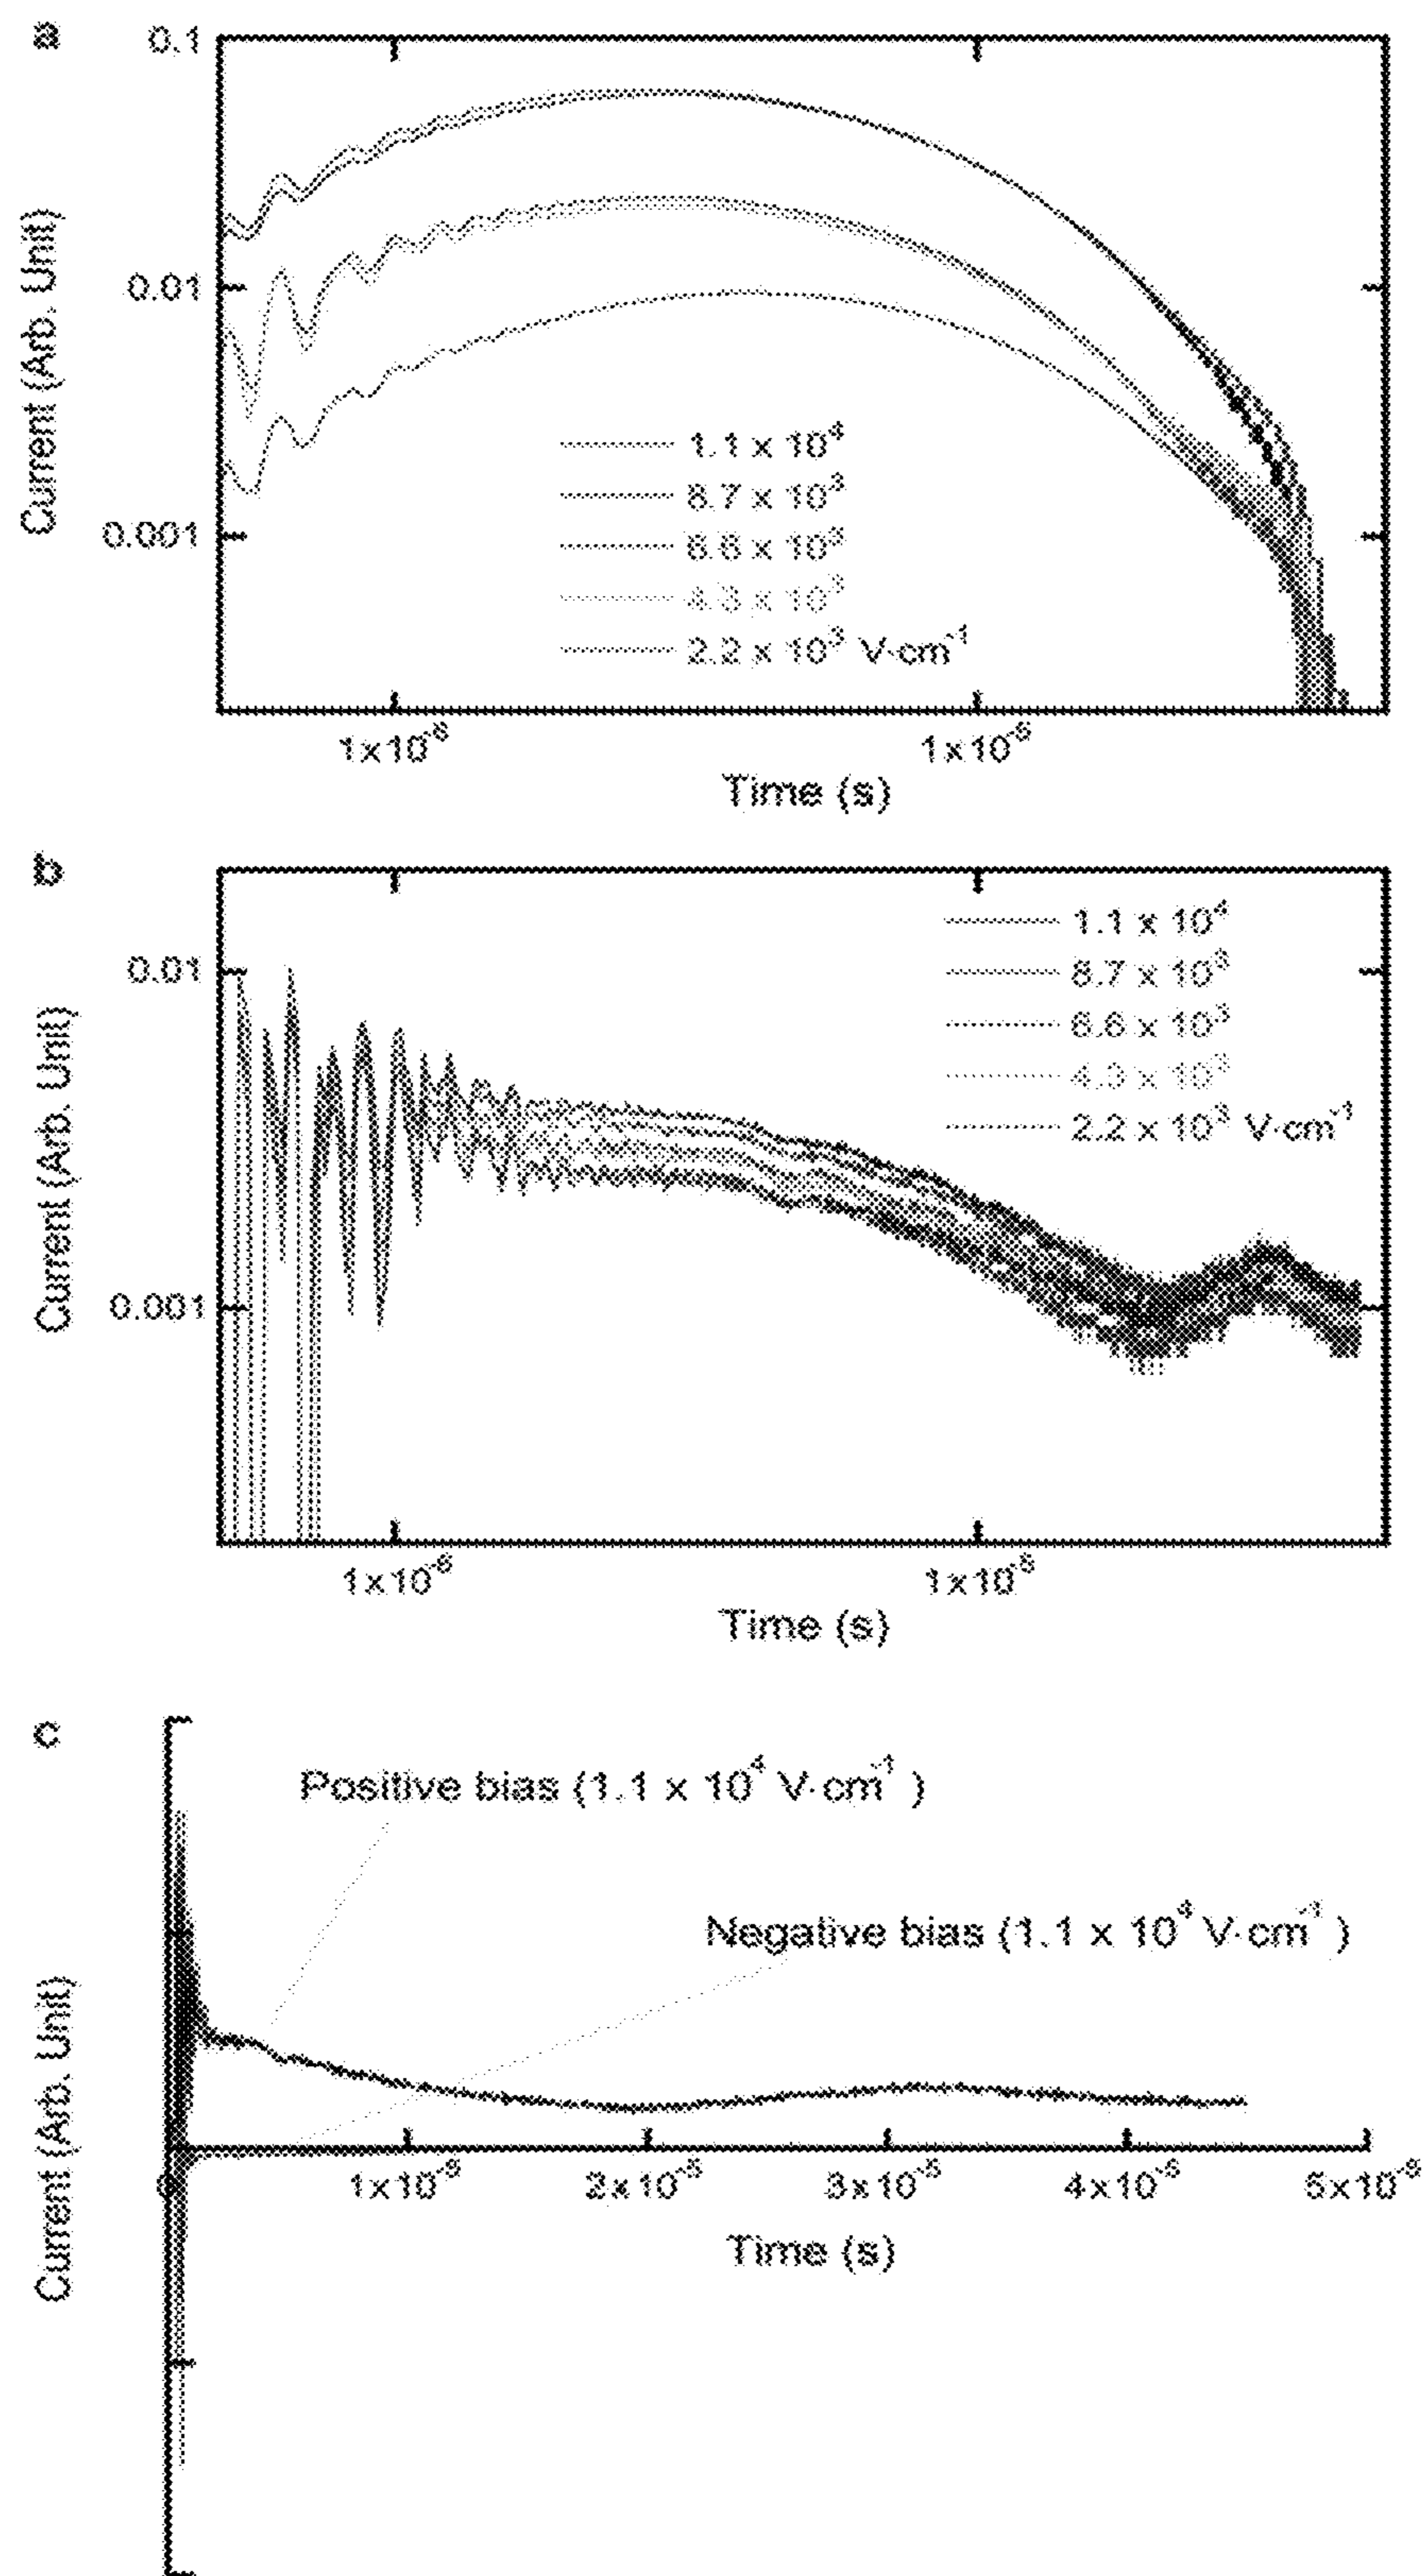 a
0.1
0.01
0.001
Current (Arb. Unit)
1.1 x 10⁴
8.7 x 10³
6.6 x 10³
4.3 x 10³
2.2 x 10³ V·cm⁻¹
1x10⁻⁶
1x10⁻⁵
Time (s)
b
0.01
0.001
Current (Arb. Unit)
1.1 x 10⁴
8.7 x 10³
6.6 x 10³
4.3 x 10³
2.2 x 10³ V·cm⁻¹
1x10⁻⁶
1x10⁻⁵
Time (s)
c
Positive bias (1.1 x 10⁴ V·cm⁻¹ )
Negative bias (1.1 x 10⁴ V·cm⁻¹ )
Current (Arb. Unit)
0
1x10⁻⁵
2x10⁻⁵
3x10⁻⁵
4x10⁻⁵
5x10⁻⁵
Time (s)